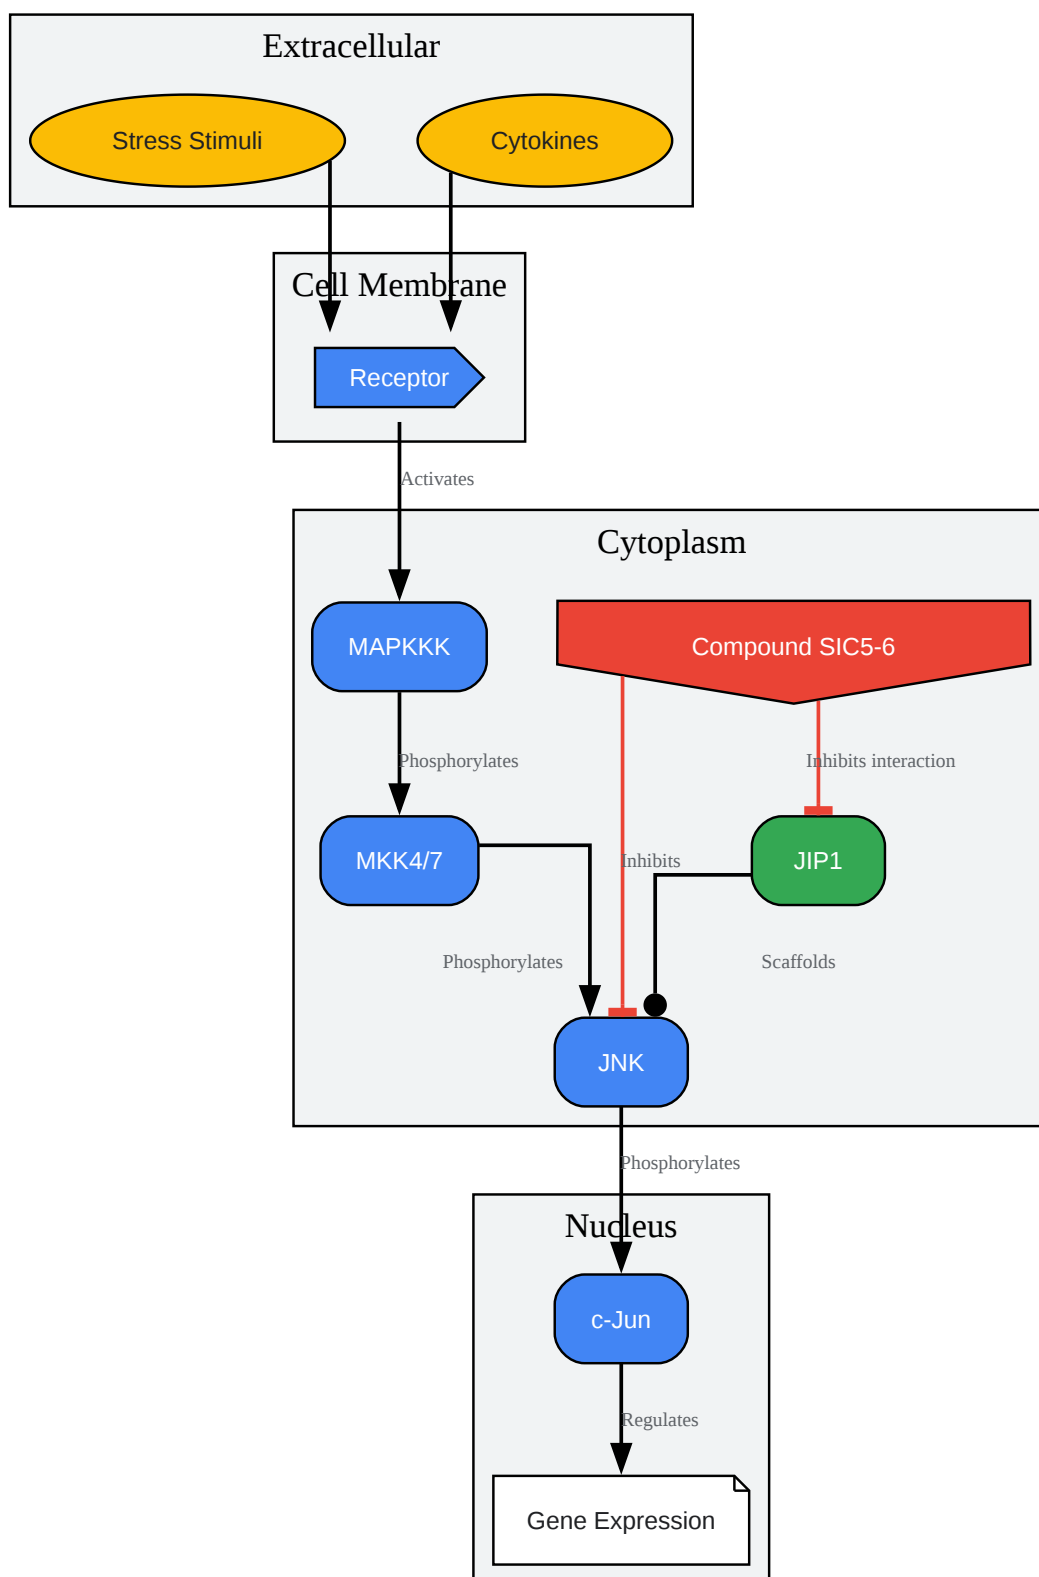 Extracellular
Stress Stimuli
Cytokines
Cell Membrane
Receptor
Activates
Cytoplasm
MAPKKK
Compound SIC5-6
Phosphorylates
Inhibits interaction
MKK4/7
Inhibits
JIP1
Phosphorylates
Scaffolds
JNK
Phosphorylates
Nucleus
c-Jun
Regulates
Gene Expression